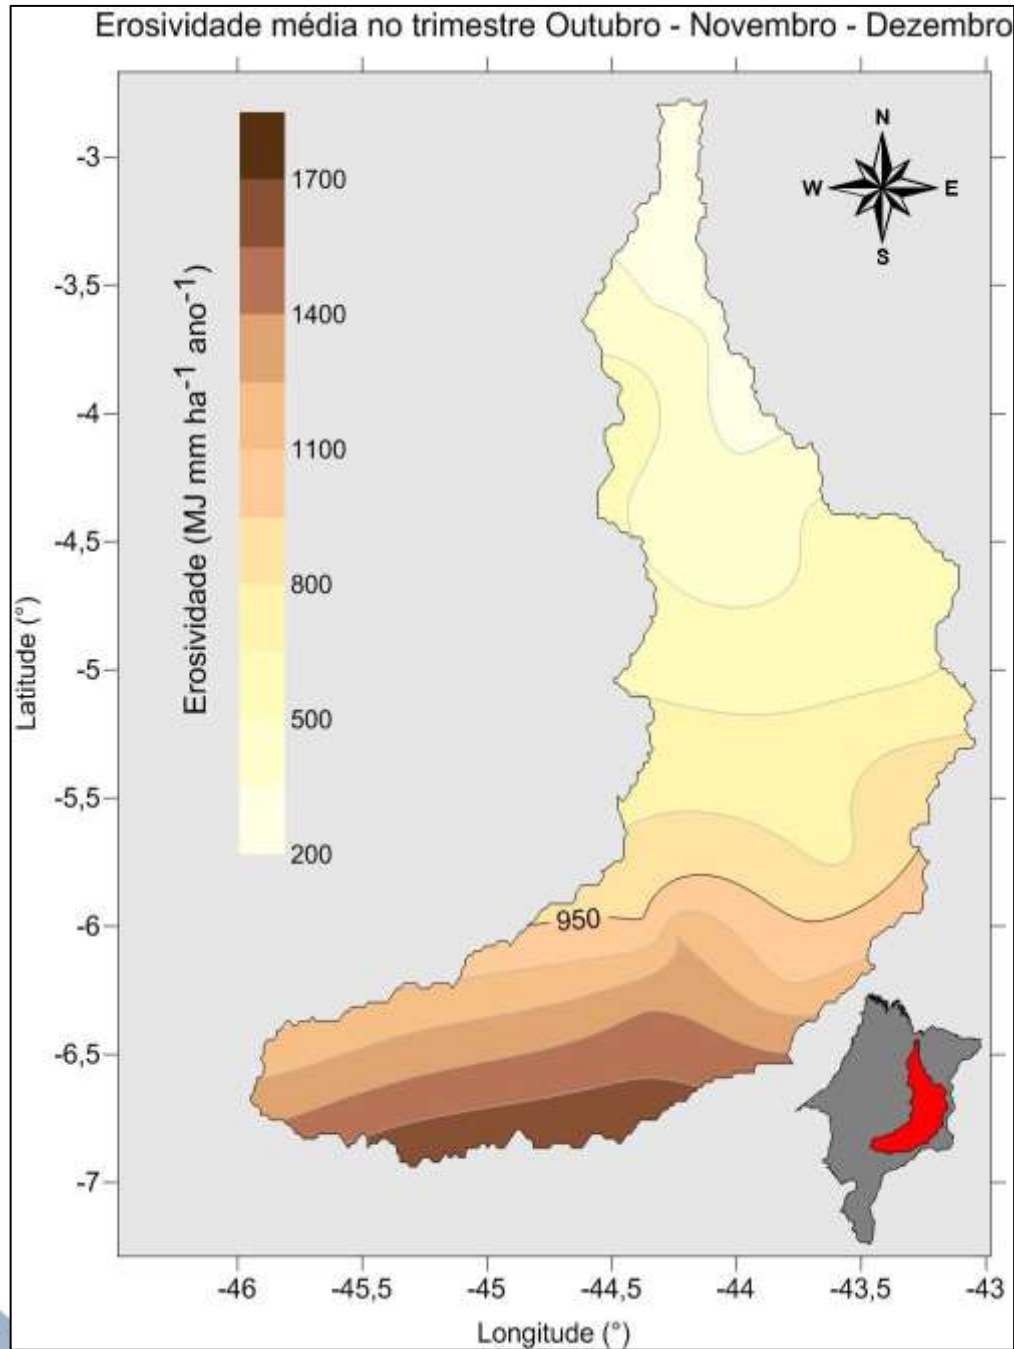 Erosividade média no trimestre Outubro - Novembro - Dezembro
N
W E
S
Erosividade (MJ mm ha⁻¹ ano⁻¹)
1700
1400
1100
800
500
200
950
Latitude (°)
-3
-3,5
-4
-4,5
-5
-5,5
-6
-6,5
-7
-46 -45,5 -45 -44,5 -44 -43,5 -43
Longitude (°)